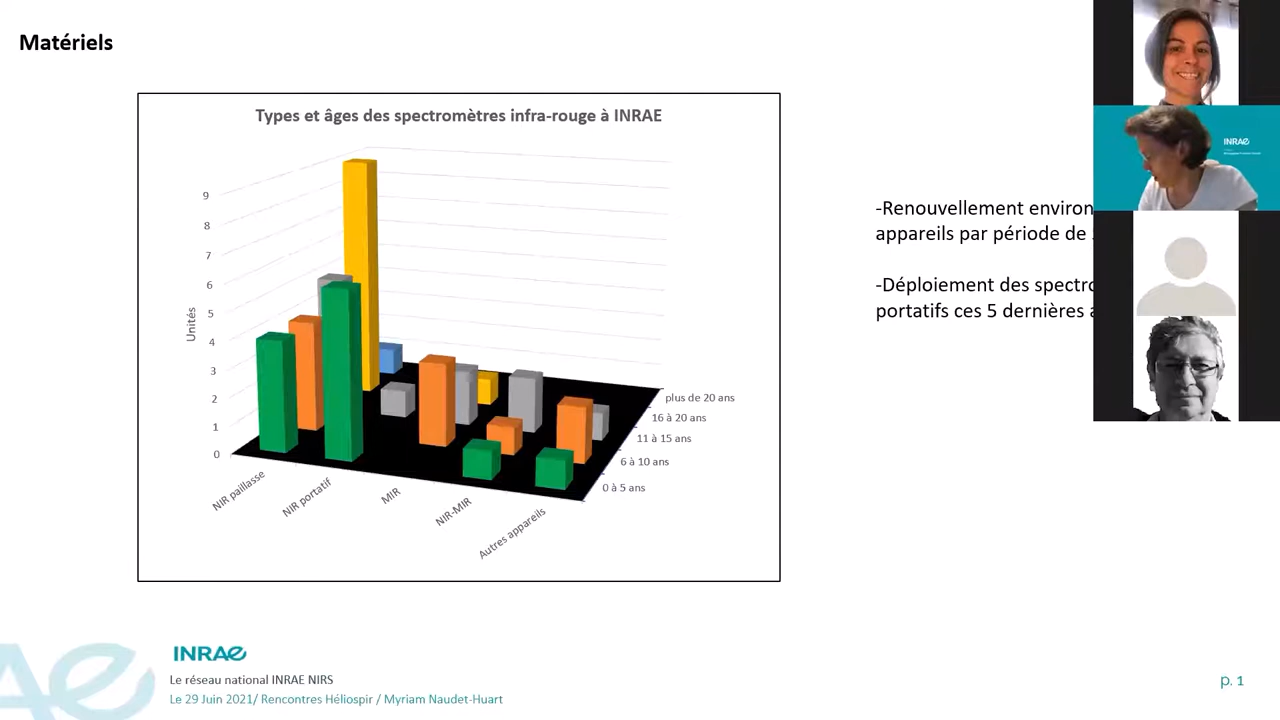 Matériels
Types et âges des spectromètres infra-rouge à INRAE
9
8
7
6
5
4
3
2
1
0
Unités
NIR paillasse
NIR portatif
MIR
NIR-MIR
Autres appareils
plus de 20 ans
16 à 20 ans
11 à 15 ans
6 à 10 ans
0 à 5 ans
-Renouvellement environ
appareils par période de
-Déploiement des
portatifs ces 5 dernières
INRAE
INRAE
Le réseau national INRAE NIRS
Le 29 Juin 2021/ Rencontres Héliospir / Myriam Naudet-Huart
p. 1